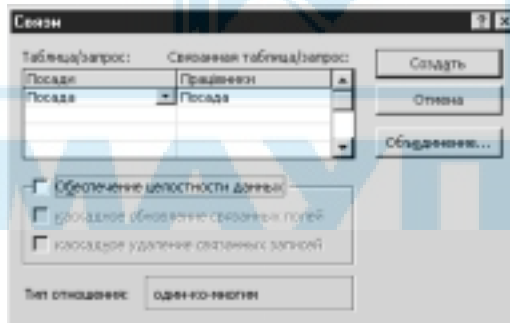 Связи
Таблица/запрос: Связанная таблица/запрос:
Посади Працівники
Посада Посада
Создать
Отмена
Объединение...
Обеспечение целостности данных
каскадное обновление связанных полей
каскадное удаление связанных записей
Тип отношения: один-ко-многим
МАУП